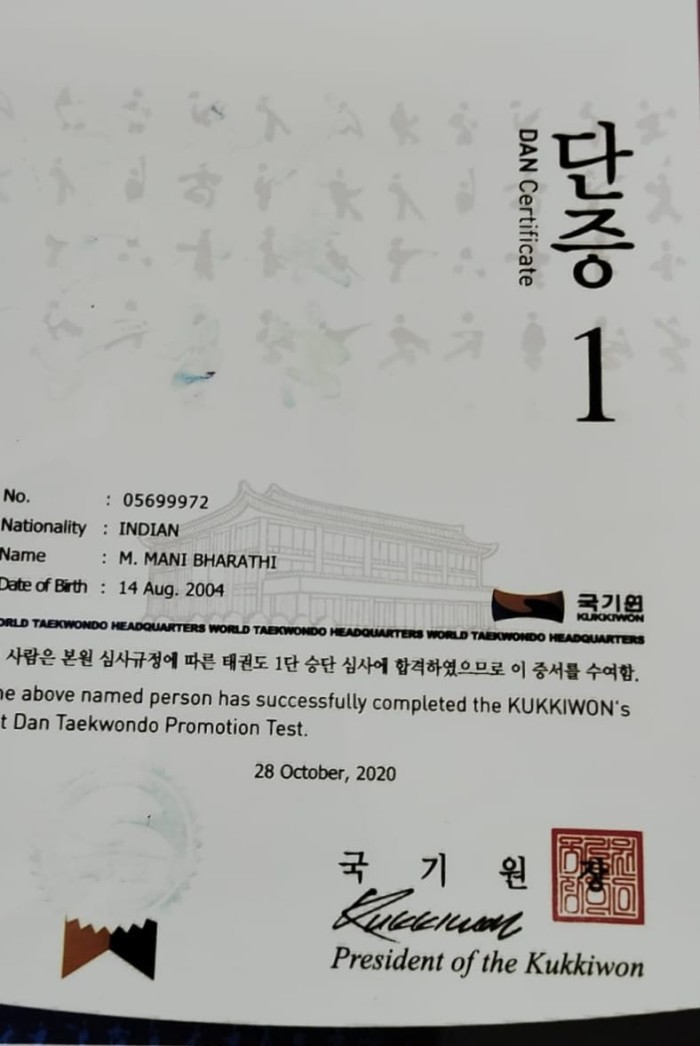 단증
DAN Certificate
1
No. : 05699972
Nationality : INDIAN
Name : M. MANI BHARATHI
Date of Birth : 14 Aug. 2004
국기원
KUKKIWON
ORLD TAEKWONDO HEADQUARTERS WORLD TAEKWONDO HEADQUARTERS WORLD TAEKWONDO HEADQUARTERS
사람은 본원 심사규정에 따른 태권도 1단 승단 심사에 합격하였으므로 이 증서를 수여함.
he above named person has successfully completed the KUKKIWON's
t Dan Taekwondo Promotion Test.
28 October, 2020
국 기 원 장
Kukkiwon
President of the Kukkiwon